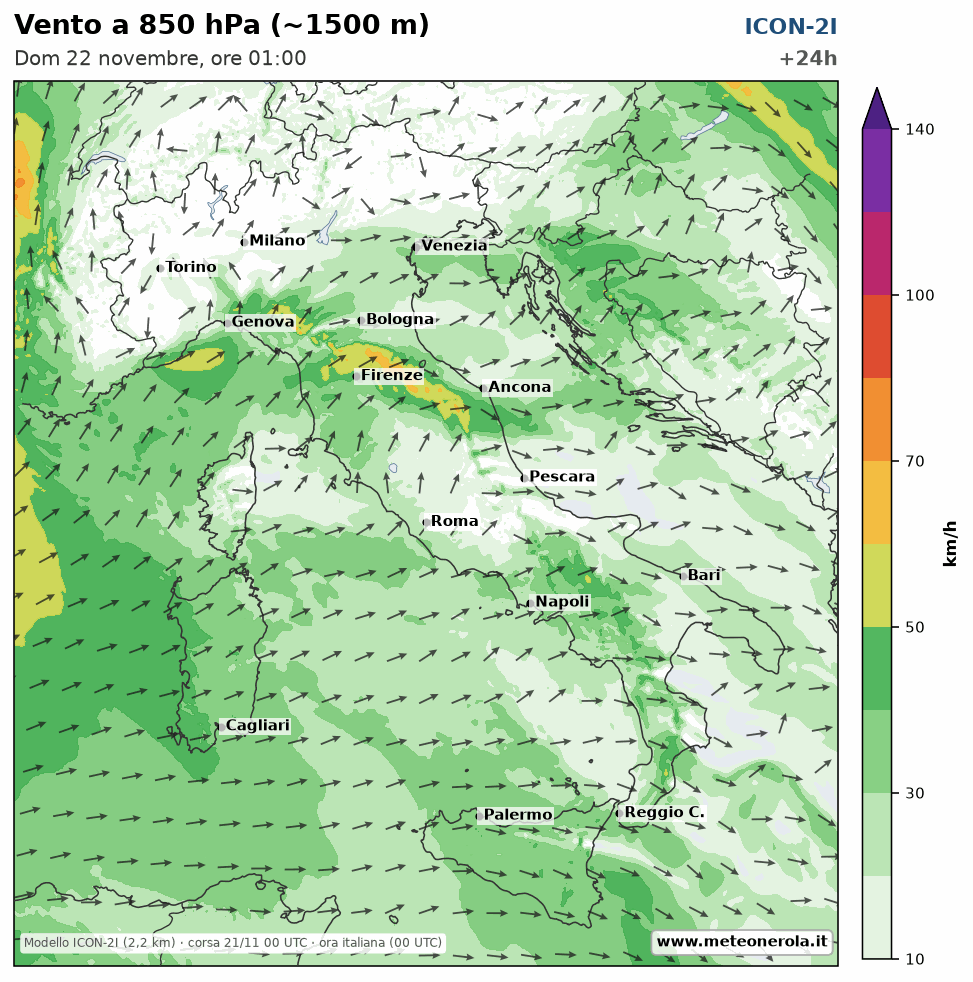 Vento a 850 hPa (~1500 m)
ICON-2I
Dom 22 novembre, ore 01:00
+24h
140
100
70
50
30
10
km/h
Milano
Venezia
Torino
Genova
Bologna
Firenze
Ancona
Pescara
Roma
Bari
Napoli
Cagliari
Palermo
Reggio C.
Modello ICON-2I (2,2 km) · corsa 21/11 00 UTC · ora italiana (00 UTC)
www.meteonerola.it